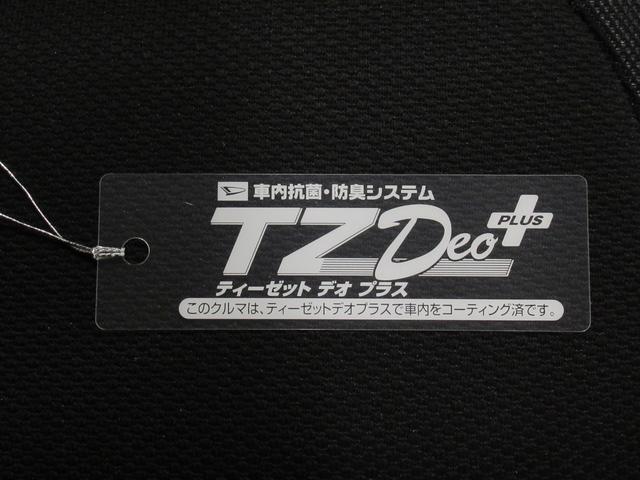 車内抗菌・防臭システム
TZ Deo PLUS
ティーゼット デオ プラス
このクルマは、ティーゼットデオプラスで車内をコーティング済です。